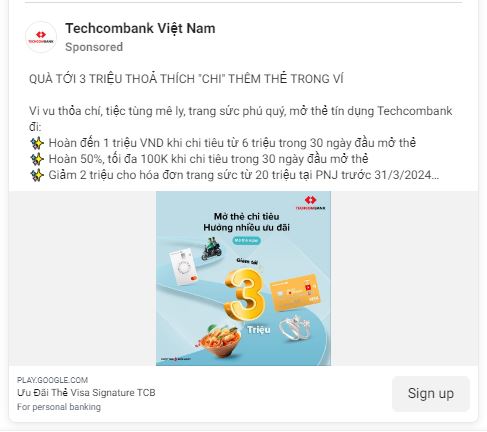 Techcombank Việt Nam
TECHCOMBANK
Sponsored
QUÀ TỚI 3 TRIỆU THOẢ THÍCH "CHI" THÊM THẺ TRONG VÍ
Vi vu thỏa chí, tiệc tùng mê ly, trang sức phú quý, mở thẻ tín dụng Techcombank
đi:
✨ Hoàn đến 1 triệu VND khi chi tiêu từ 6 triệu trong 30 ngày đầu mở thẻ
✨ Hoàn 50%, tối đa 100K khi chi tiêu trong 30 ngày đầu mở thẻ
✨ Giảm 2 triệu cho hóa đơn trang sức từ 20 triệu tại PNJ trước 31/3/2024...
TECHCOMBANK
Mở thẻ chi tiêu
Hưởng nhiều ưu đãi
Giảm tới
3
Triệu
PLAY.GOOGLE.COM
Ưu Đãi Thẻ Visa Signature TCB
For personal banking
Sign up